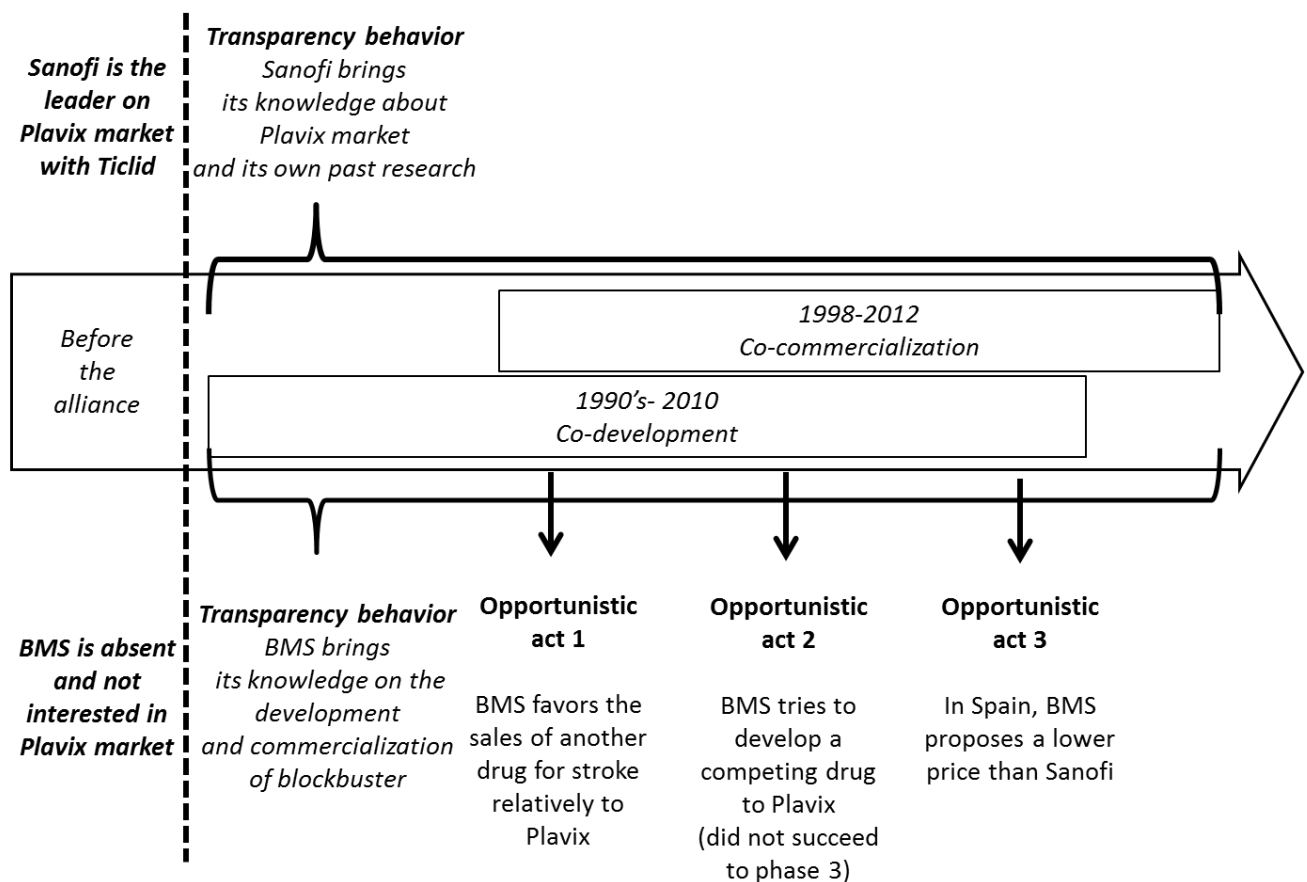 Sanofi is the
leader on
Plavix market
with Ticlid
Transparency behavior
Sanofi brings
its knowledge about
Plavix market
and its own past research
Before
the
alliance
1998-2012
Co-commercialization
1990’s- 2010
Co-development
BMS is absent
and not
interested in
Plavix market
Transparency behavior
BMS brings
its knowledge on the
development
and commercialization
of blockbuster
Opportunistic
act 1
BMS favors the
sales of another
drug for stroke
relatively to
Plavix
Opportunistic
act 2
BMS tries to
develop a
competing drug
to Plavix
(did not succeed
to phase 3)
Opportunistic
act 3
In Spain, BMS
proposes a lower
price than Sanofi